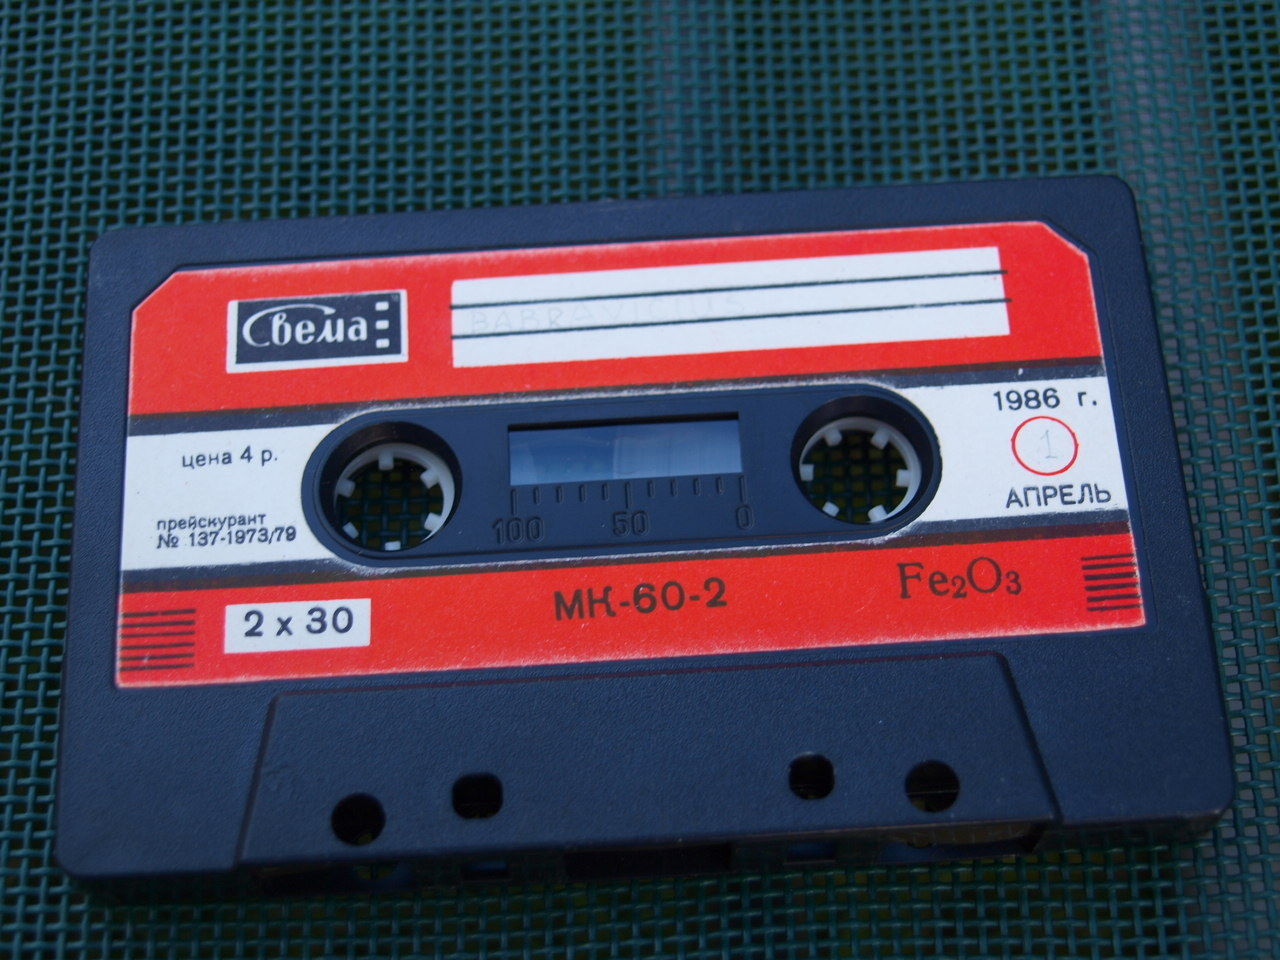 Свема
BABRAVICIUS
1986 г.
1
АПРЕЛЬ
цена 4 р.
прейскурант
№ 137-1973/79
100 50 0
2 x 30
МК-60-2
Fe₂O₃